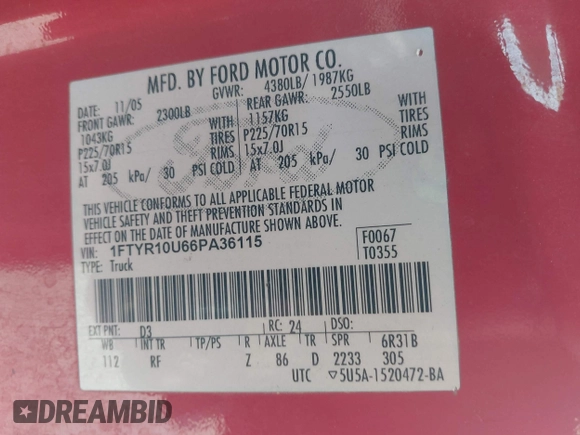 MFD. BY FORD MOTOR CO.
DATE: 11/05 GVWR: 4380LB/ 1987KG
FRONT GAWR: 2300LB REAR GAWR: 2550LB
1043KG 1157KG
P225/70R15 TIRES P225/70R15 TIRES
15x7.0J RIMS 15x7.0J RIMS
AT 205 kPa/ 30 PSI COLD AT 205 kPa/ 30 PSI COLD
Ford
THIS VEHICLE CONFORMS TO ALL APPLICABLE FEDERAL MOTOR
VEHICLE SAFETY AND THEFT PREVENTION STANDARDS IN
EFFECT ON THE DATE OF MANUFACTURE SHOWN ABOVE.
VIN: 1FTYR10U66PA36115 F0067
TYPE: Truck T0355
EXT PNT: D3 RC: 24 DSO:
WB INT TR TP/PS R AXLE TR SPR 6R31B
112 RF Z 86 D 2233 305
UTC ▽5U5A-1520472-BA
V
DREAMBID